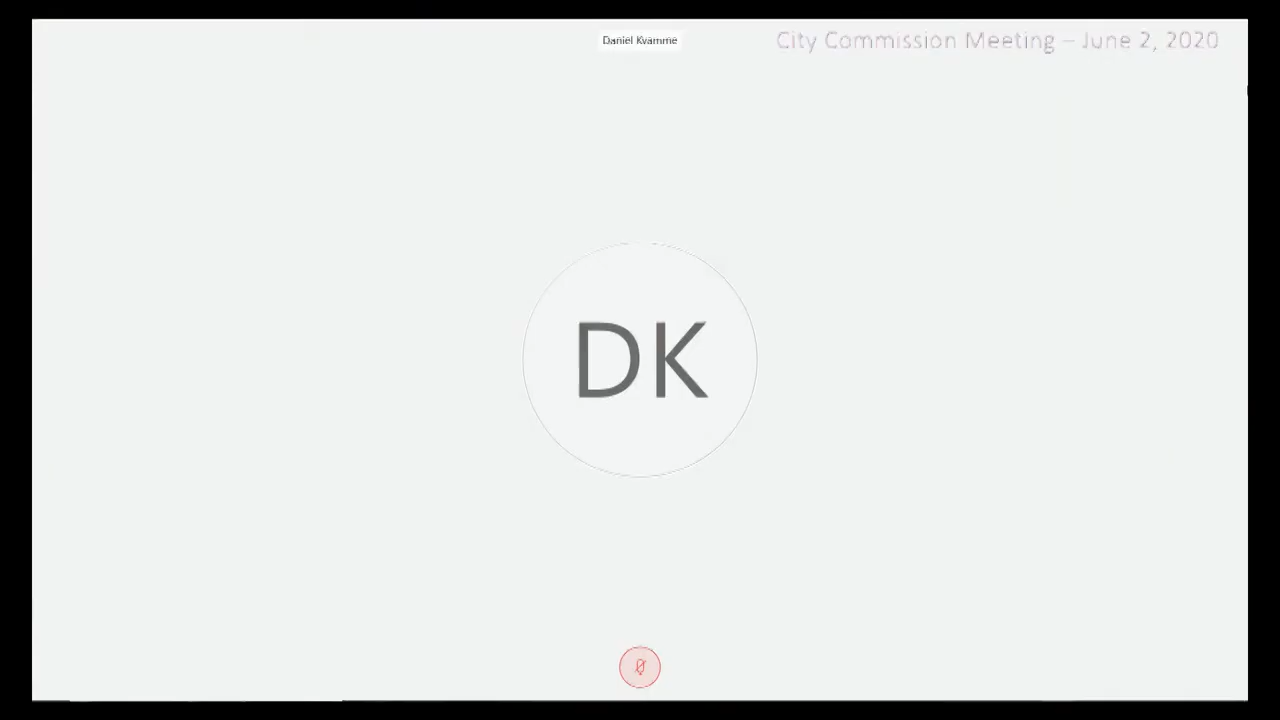 Daniel Kvamme
City Commission Meeting – June 2, 2020
DK